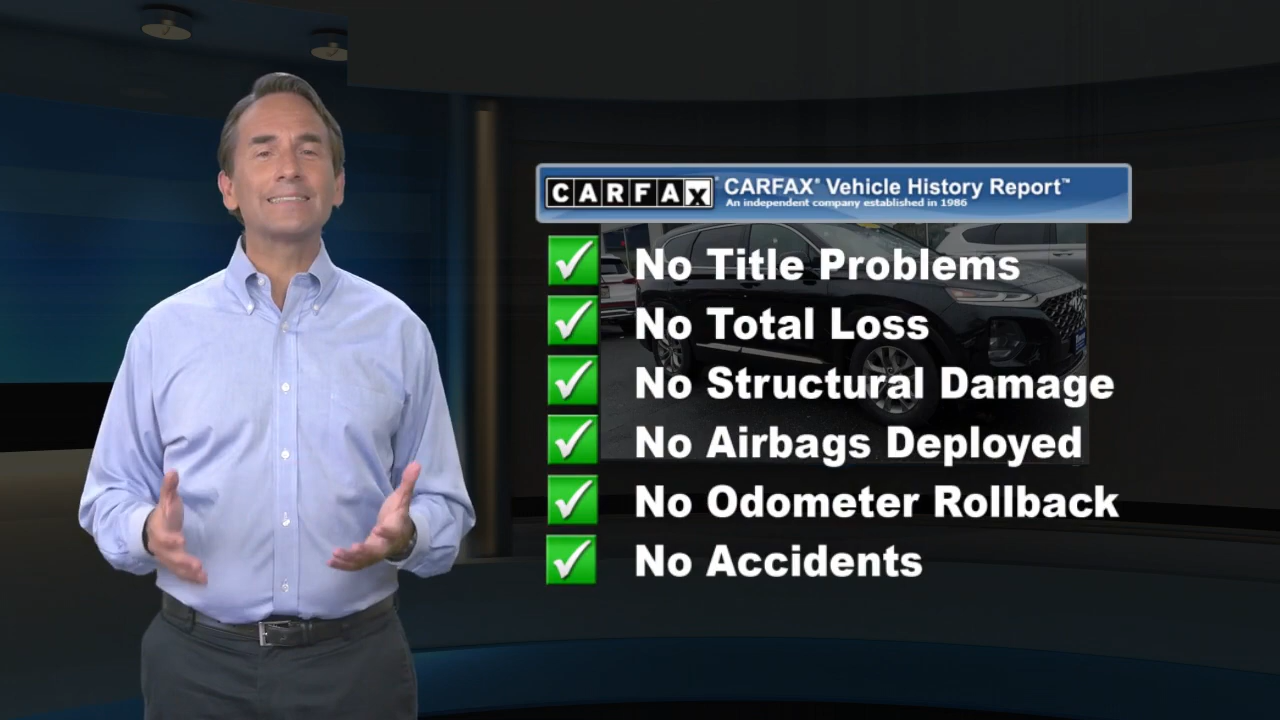 CARFAX CARFAX® Vehicle History Report™
An independent company established in 1986
No Title Problems
No Total Loss
No Structural Damage
No Airbags Deployed
No Odometer Rollback
No Accidents